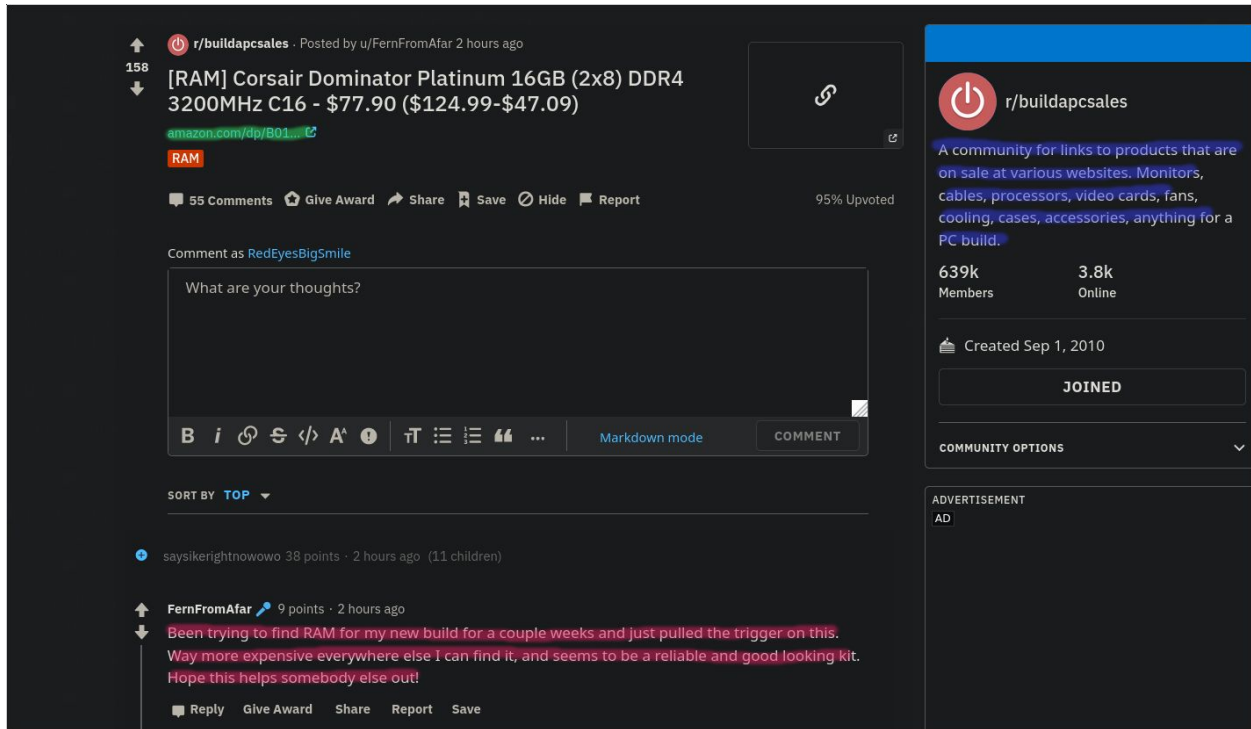 r/buildapcsales · Posted by u/FernFromAfar 2 hours ago
158
[RAM] Corsair Dominator Platinum 16GB (2x8) DDR4
3200MHz C16 - $77.90 ($124.99-$47.09)
amazon.com/dp/B01...
RAM
55 Comments Give Award Share Save Hide Report
95% Upvoted
Comment as RedEyesBigSmile
What are your thoughts?
Markdown mode
COMMENT
SORT BY TOP
saysikerightnowowo 38 points · 2 hours ago (11 children)
FernFromAfar 9 points · 2 hours ago
Been trying to find RAM for my new build for a couple weeks and just pulled the trigger on this.
Way more expensive everywhere else I can find it, and seems to be a reliable and good looking kit.
Hope this helps somebody else out!
Reply Give Award Share Report Save
r/buildapcsales
A community for links to products that are
on sale at various websites. Monitors,
cables, processors, video cards, fans,
cooling, cases, accessories, anything for a
PC build.
639k 3.8k
Members Online
Created Sep 1, 2010
JOINED
COMMUNITY OPTIONS
ADVERTISEMENT
AD